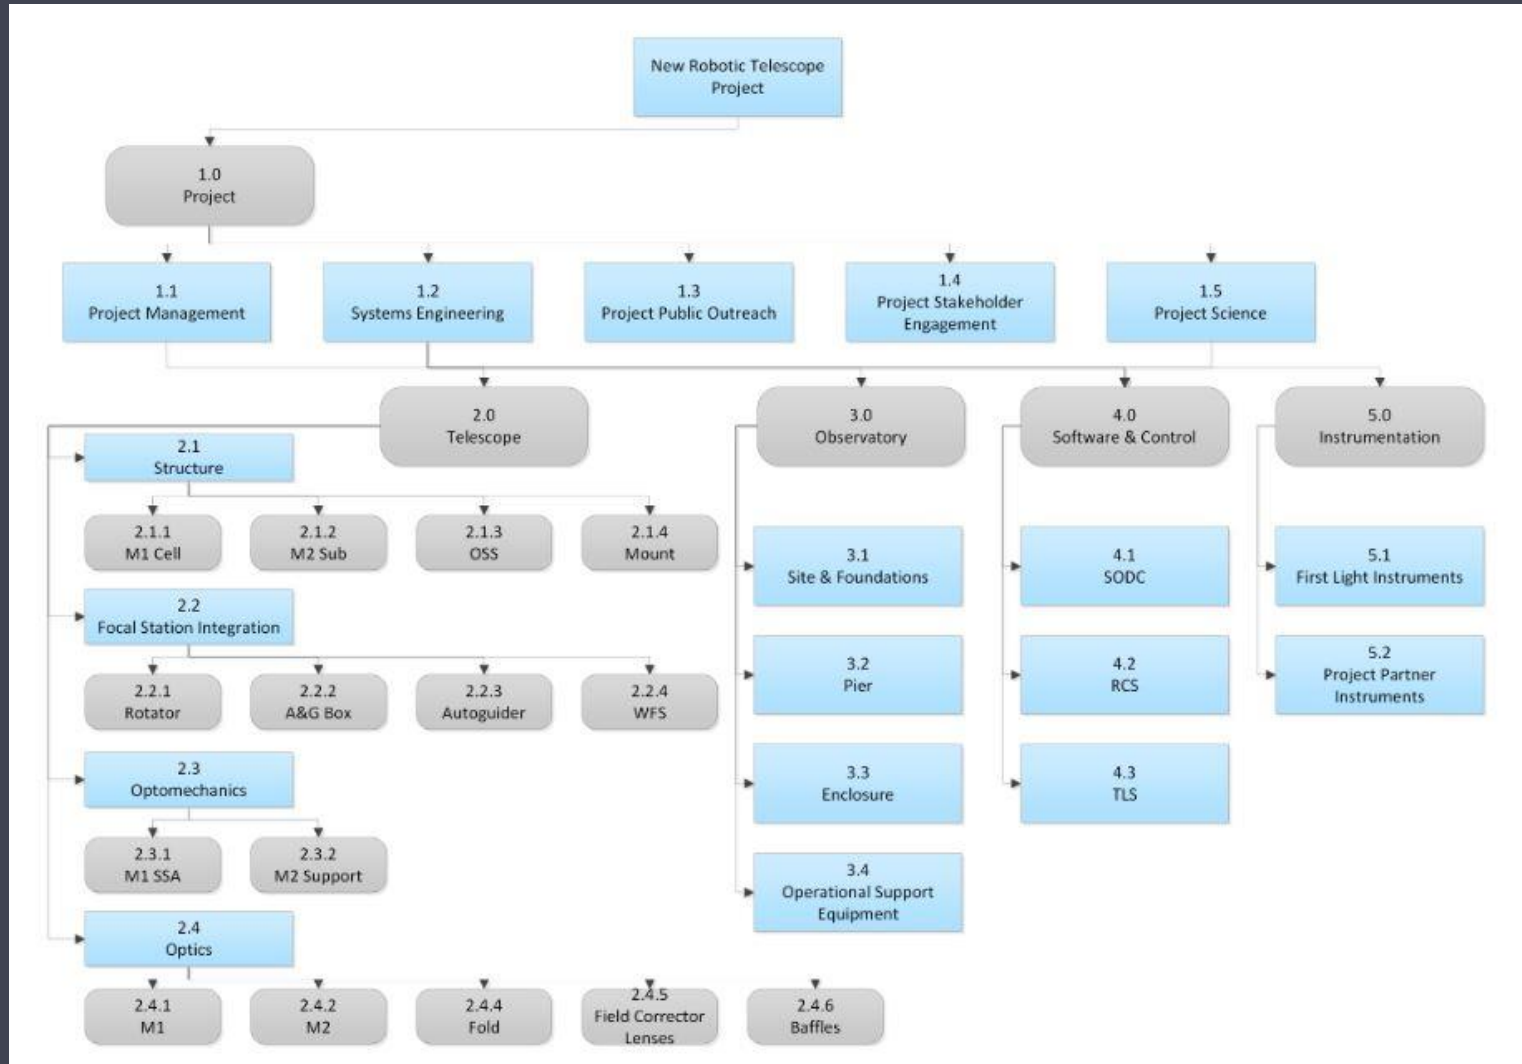 New Robotic Telescope
Project
1.0
Project
1.1
Project Management
1.2
Systems Engineering
1.3
Project Public Outreach
1.4
Project Stakeholder
Engagement
1.5
Project Science
2.0
Telescope
3.0
Observatory
4.0
Software & Control
5.0
Instrumentation
2.1
Structure
2.1.1
M1 Cell
2.1.2
M2 Sub
2.1.3
OSS
2.1.4
Mount
2.2
Focal Station Integration
2.2.1
Rotator
2.2.2
A&G Box
2.2.3
Autoguider
2.2.4
WFS
2.3
Optomechanics
2.3.1
M1 SSA
2.3.2
M2 Support
2.4
Optics
2.4.1
M1
2.4.2
M2
2.4.4
Fold
2.4.5
Field Corrector
Lenses
2.4.6
Baffles
3.1
Site & Foundations
3.2
Pier
3.3
Enclosure
3.4
Operational Support
Equipment
4.1
SODC
4.2
RCS
4.3
TLS
5.1
First Light Instruments
5.2
Project Partner
Instruments